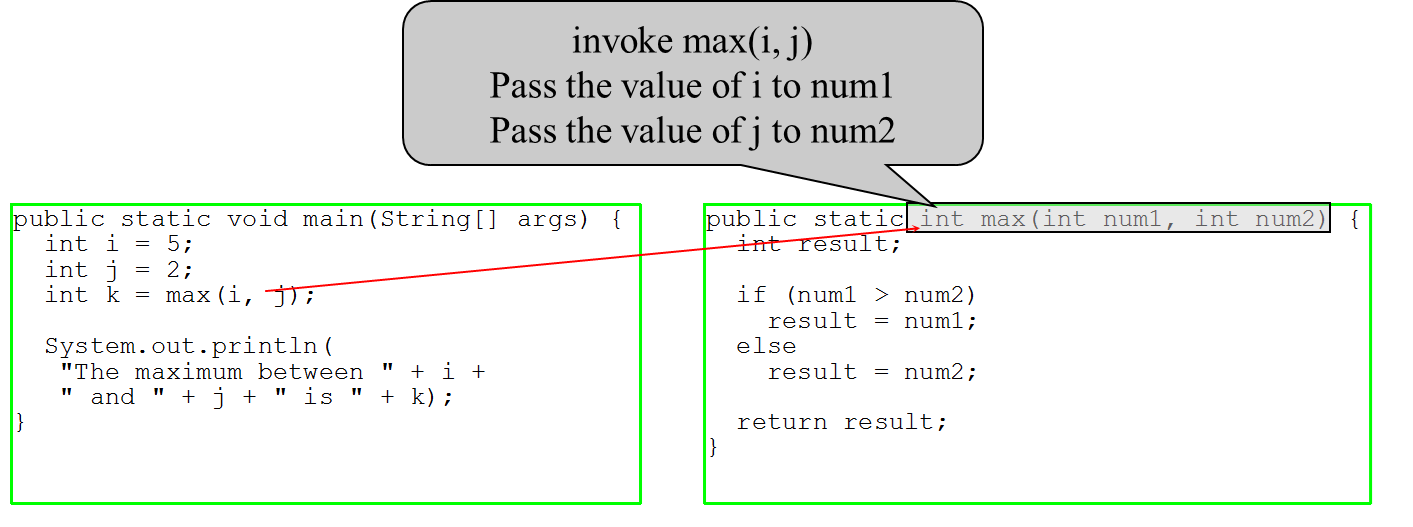 invoke max(i, j)
Pass the value of i to num1
Pass the value of j to num2
public static void main(String[] args) {
  int i = 5;
  int j = 2;
  int k = max(i, j);

  System.out.println(
   "The maximum between " + i +
   " and " + j + " is " + k);
}
public static int max(int num1, int num2) {
  int result;

  if (num1 > num2)
    result = num1;
  else
    result = num2;

  return result;
}